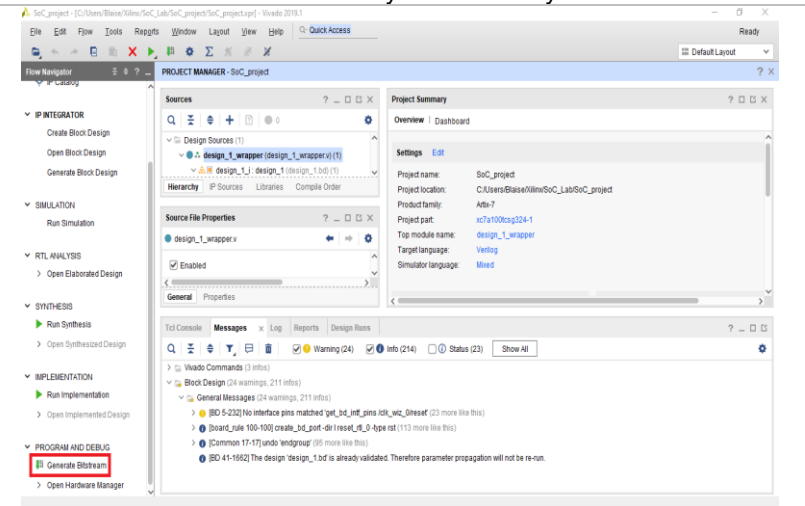 SoC_project - [C:/Users/Blaise/Xilinx/SoC_Lab/SoC_project/SoC_project.xpr] - Vivado 2019.1
File Edit Flow Tools Reports Window Layout View Help Quick Access Ready
Default Layout
Flow Navigator PROJECT MANAGER - SoC_project
IP Catalog
IP INTEGRATOR
Create Block Design
Open Block Design
Generate Block Design
SIMULATION
Run Simulation
RTL ANALYSIS
Open Elaborated Design
SYNTHESIS
Run Synthesis
Open Synthesized Design
IMPLEMENTATION
Run Implementation
Open Implemented Design
PROGRAM AND DEBUG
Generate Bitstream
Open Hardware Manager
Sources
0
Design Sources (1)
design_1_wrapper (design_1_wrapper.v) (1)
design_1_i : design_1 (design_1.bd) (1)
Hierarchy IP Sources Libraries Compile Order
Source File Properties
design_1_wrapper.v
Enabled
General Properties
Project Summary
Overview Dashboard
Settings Edit
Project name: SoC_project
Project location: C:/Users/Blaise/Xilinx/SoC_Lab/SoC_project
Product family: Artix-7
Project part: xc7a100tcsg324-1
Top module name: design_1_wrapper
Target language: Verilog
Simulator language: Mixed
Tcl Console Messages Log Reports Design Runs
Warning (24) Info (214) Status (23) Show All
Vivado Commands (3 infos)
Block Design (24 warnings, 211 infos)
General Messages (24 warnings, 211 infos)
[BD 5-232] No interface pins matched 'get_bd_intf_pins /clk_wiz_0/reset' (23 more like this)
[board_rule 100-100] create_bd_port -dir I reset_rtl_0 -type rst (113 more like this)
[Common 17-17] undo 'endgroup' (95 more like this)
[BD 41-1662] The design 'design_1.bd' is already validated. Therefore parameter propagation will not be re-run.